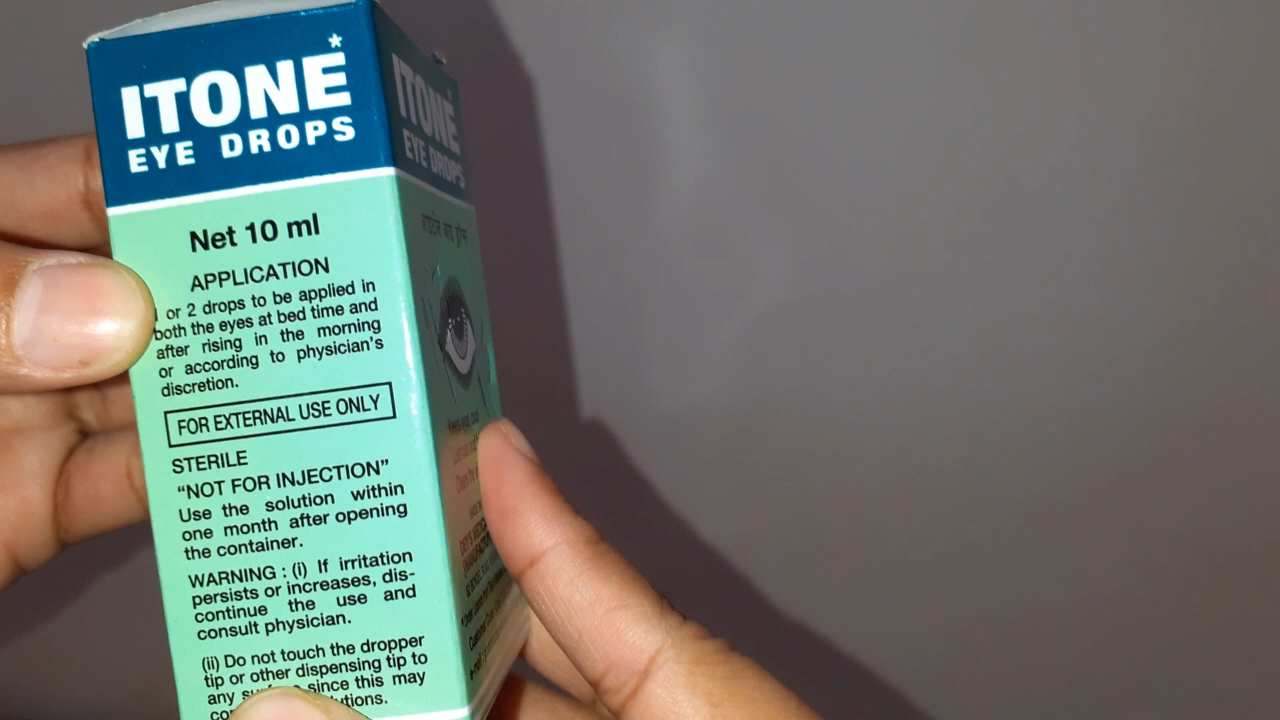 ITONE*
EYE DROPS
Net 10 ml
APPLICATION
or 2 drops to be applied in
both the eyes at bed time and
after rising in the morning
or according to physician's
discretion.
FOR EXTERNAL USE ONLY
STERILE
“NOT FOR INJECTION”
Use the solution within
one month after opening
the container.
WARNING : (i) If irritation
persists or increases, dis-
continue the use and
consult physician.
(ii) Do not touch the dropper
tip or other dispensing tip to
any since this may
ITONE
EYE DROPS
आइटोन आई ड्रॉप्स